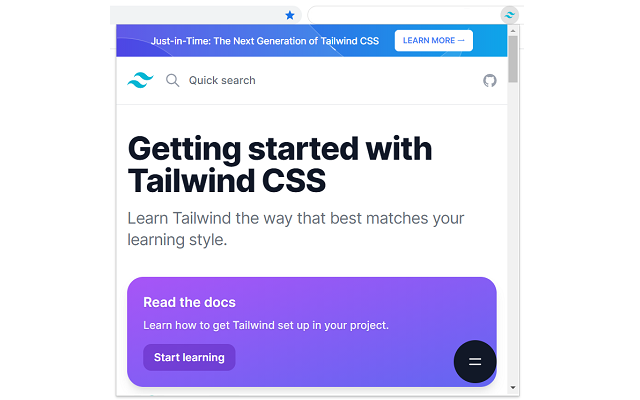 Just-in-Time: The Next Generation of Tailwind CSS LEARN MORE →
Quick search
Getting started with
Tailwind CSS
Learn Tailwind the way that best matches your
learning style.
Read the docs
Learn how to get Tailwind set up in your project.
Start learning